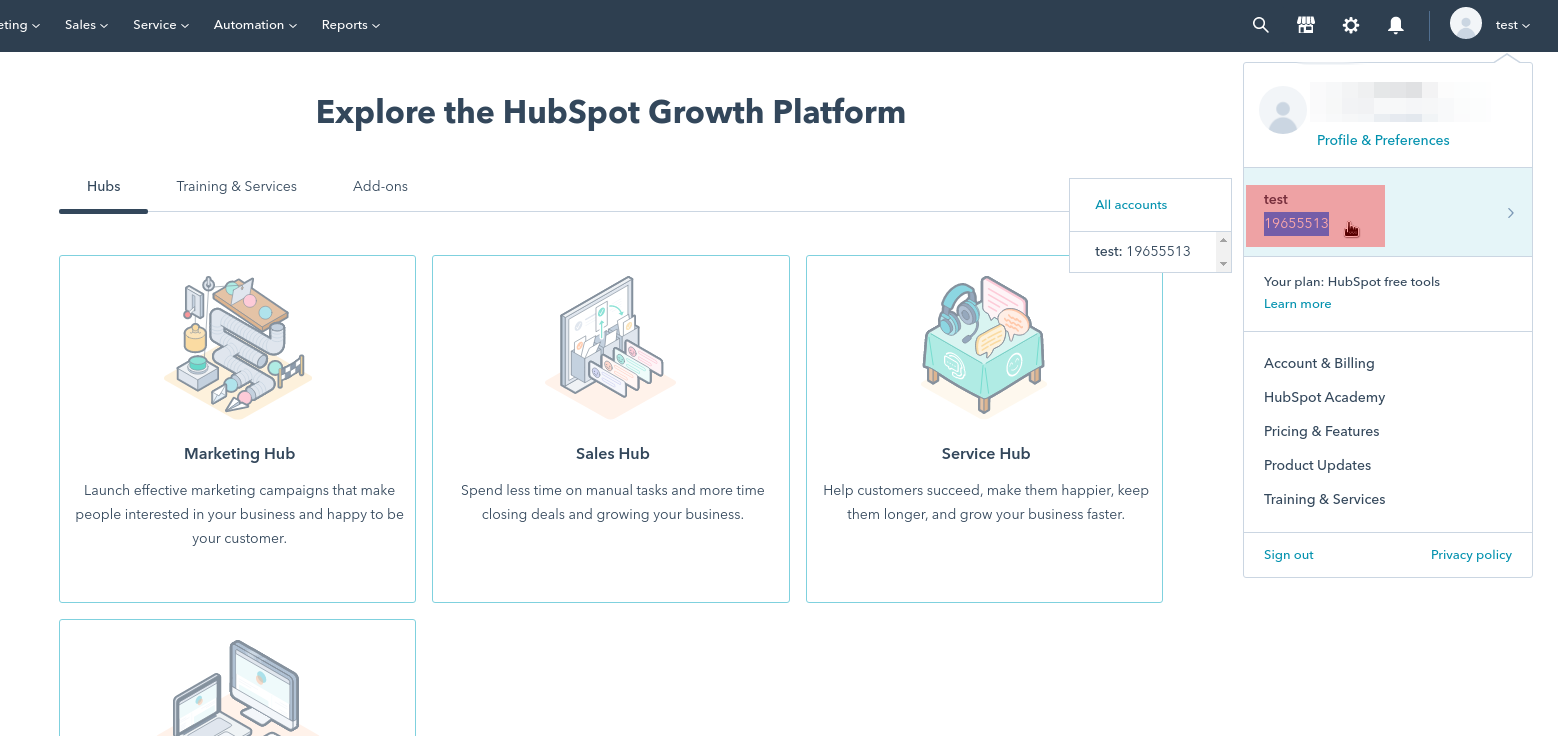 eting
Sales
Service
Automation
Reports
test
Explore the HubSpot Growth Platform
Profile & Preferences
Hubs
Training & Services
Add-ons
All accounts
test: 19655513
test
19655513
Your plan: HubSpot free tools
Learn more
Account & Billing
HubSpot Academy
Pricing & Features
Product Updates
Training & Services
Sign out
Privacy policy
Marketing Hub
Launch effective marketing campaigns that make
people interested in your business and happy to be
your customer.
Sales Hub
Spend less time on manual tasks and more time
closing deals and growing your business.
Service Hub
Help customers succeed, make them happier, keep
them longer, and grow your business faster.